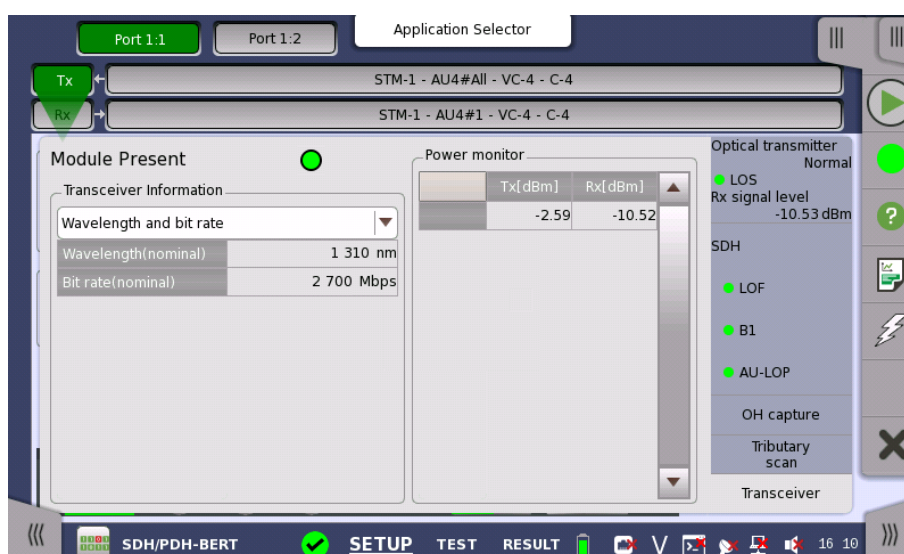 Port 1:1
Port 1:2
Application Selector
Tx
STM-1 - AU4#All - VC-4 - C-4
Rx
STM-1 - AU4#1 - VC-4 - C-4
Module Present
Transceiver Information
Wavelength and bit rate
Wavelength(nominal) 1 310 nm
Bit rate(nominal) 2 700 Mbps
Power monitor
Tx[dBm] Rx[dBm]
-2.59 -10.52
Optical transmitter
Normal
LOS
Rx signal level
-10.53 dBm
SDH
LOF
B1
AU-LOP
OH capture
Tributary
scan
Transceiver
SDH/PDH-BERT SETUP TEST RESULT V 16 10